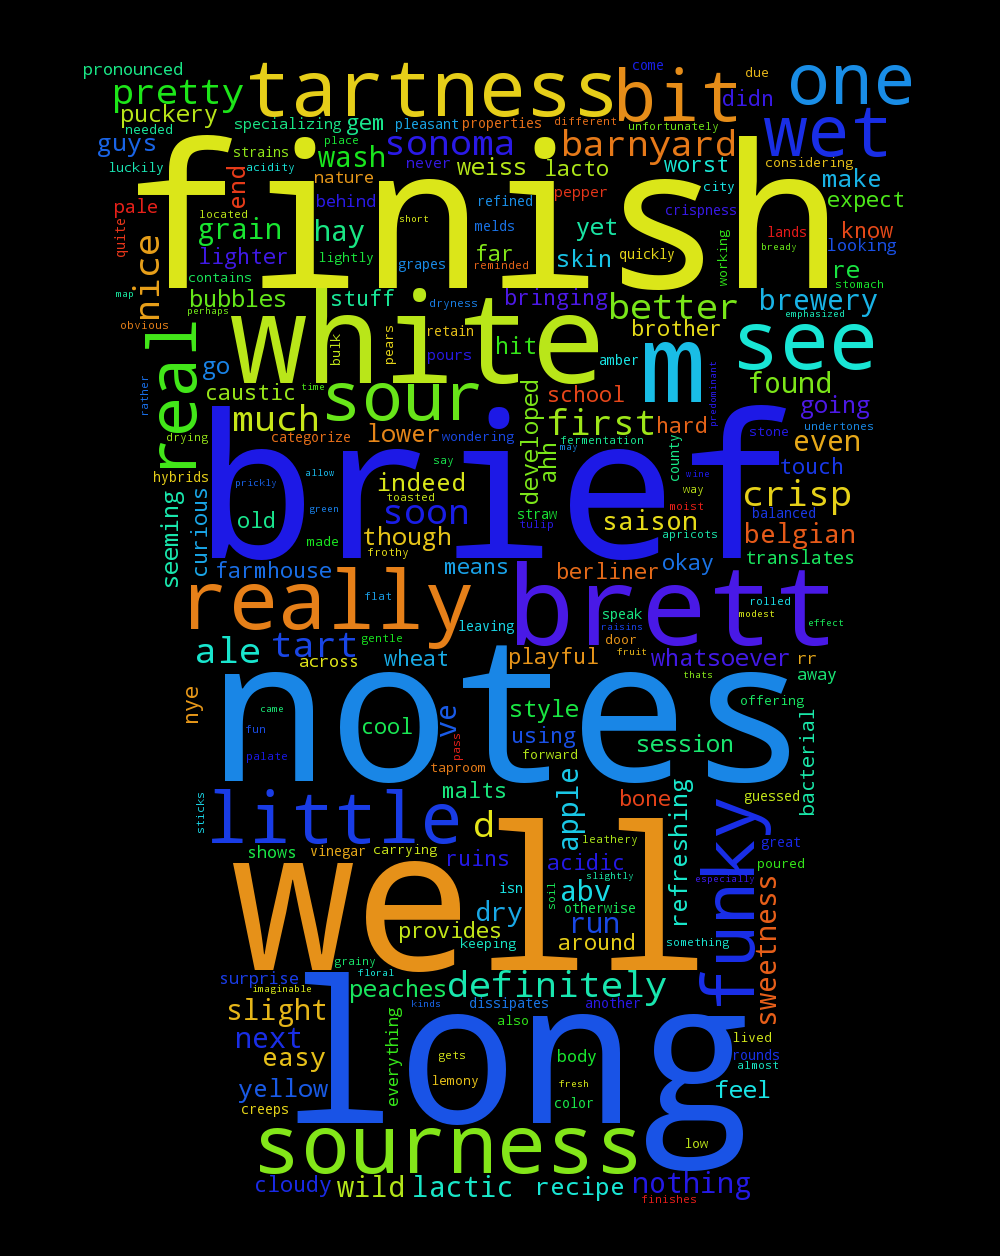 pronounced
come
due
pretty
tartness
bit
didn
one
puckery
needed
specializing
gem
pleasant
properties
different
unfortunately
wet
guys
place
strains
wash
sonoma
barnyard
never
weiss
lacto
worst
considering
luckily
acidity
nature
end
finish
behind
refined
pepper
city
make
expect
pale
located
short
crispness
quite
grain
hay
melds
yet
lands
know
lighter
lightly
grapes
far
reminded
skin
quickly
working
bready
looking
nice
contains
re
stomach
map
bubbles
stuff
dryness
bringing
better
brewery
perhaps
emphasized
obvious
white
bulk
pears
retain
brother
m
see
real
go
pours
hit
amber
predominant
rather
caustic
time
sour
developed
school
found
going
much
first
hard
undertones
drying
categorize
lower
wondering
ahh
fermentation
county
stone
even
brief
hybrids
allow
say
may
wine
touch
prickly
indeed
way
crisp
seeming
curious
toasted
green
soon
straw
tulip
saison
moist
balanced
old
made
though
frothy
apricots
belgian
farmhouse
means
berliner
okay
translates
really
flat
brett
rolled
modest
leaving
speak
raisins
effect
ale
tart
gentle
door
fruit
across
wheat
playful
whatsoever
rr
thats
away
nye
notes
came
cool
ve
style
offering
fun
using
session
bacterial
palate
pass
forward
taproom
sticks
little
malts
apple
bone
refreshing
guessed
d
funky
shows
vinegar
carrying
leathery
great
ruins
acidic
poured
well
slightly
especially
isn
abv
soil
otherwise
sweetness
dry
run
provides
keeping
around
something
grainy
floral
surprise
imaginable
peaches
definitely
long
kinds
dissipates
another
slight
everything
also
next
lived
easy
gets
body
rounds
almost
yellow
lemony
fresh
feel
creeps
color
sourness
low
cloudy
wild
lactic
recipe
nothing
finishes